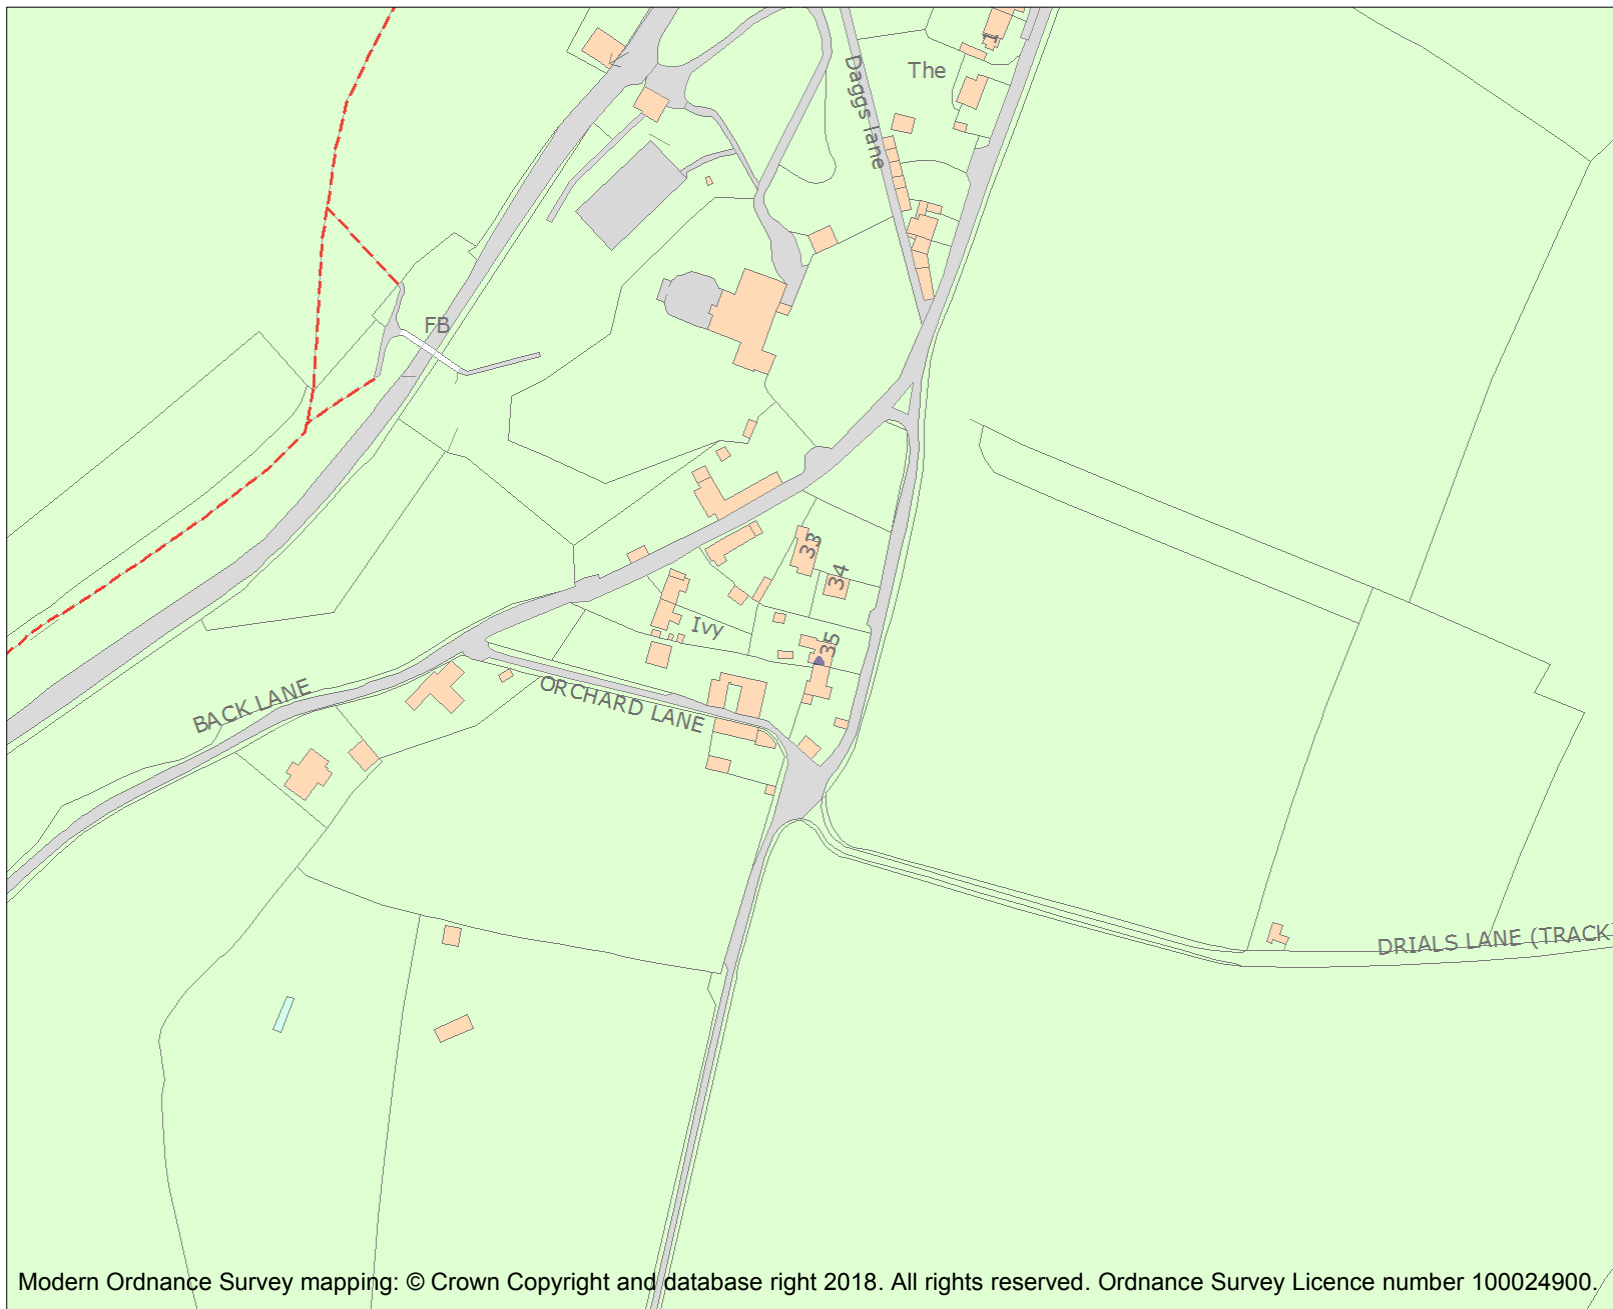 The
Daggs lane
FB
33
34
35
Ivy
ORCHARD LANE
BACK LANE
DRIALS LANE (TRACK)
Modern Ordnance Survey mapping: © Crown Copyright and database right 2018. All rights reserved. Ordnance Survey Licence number 100024900.